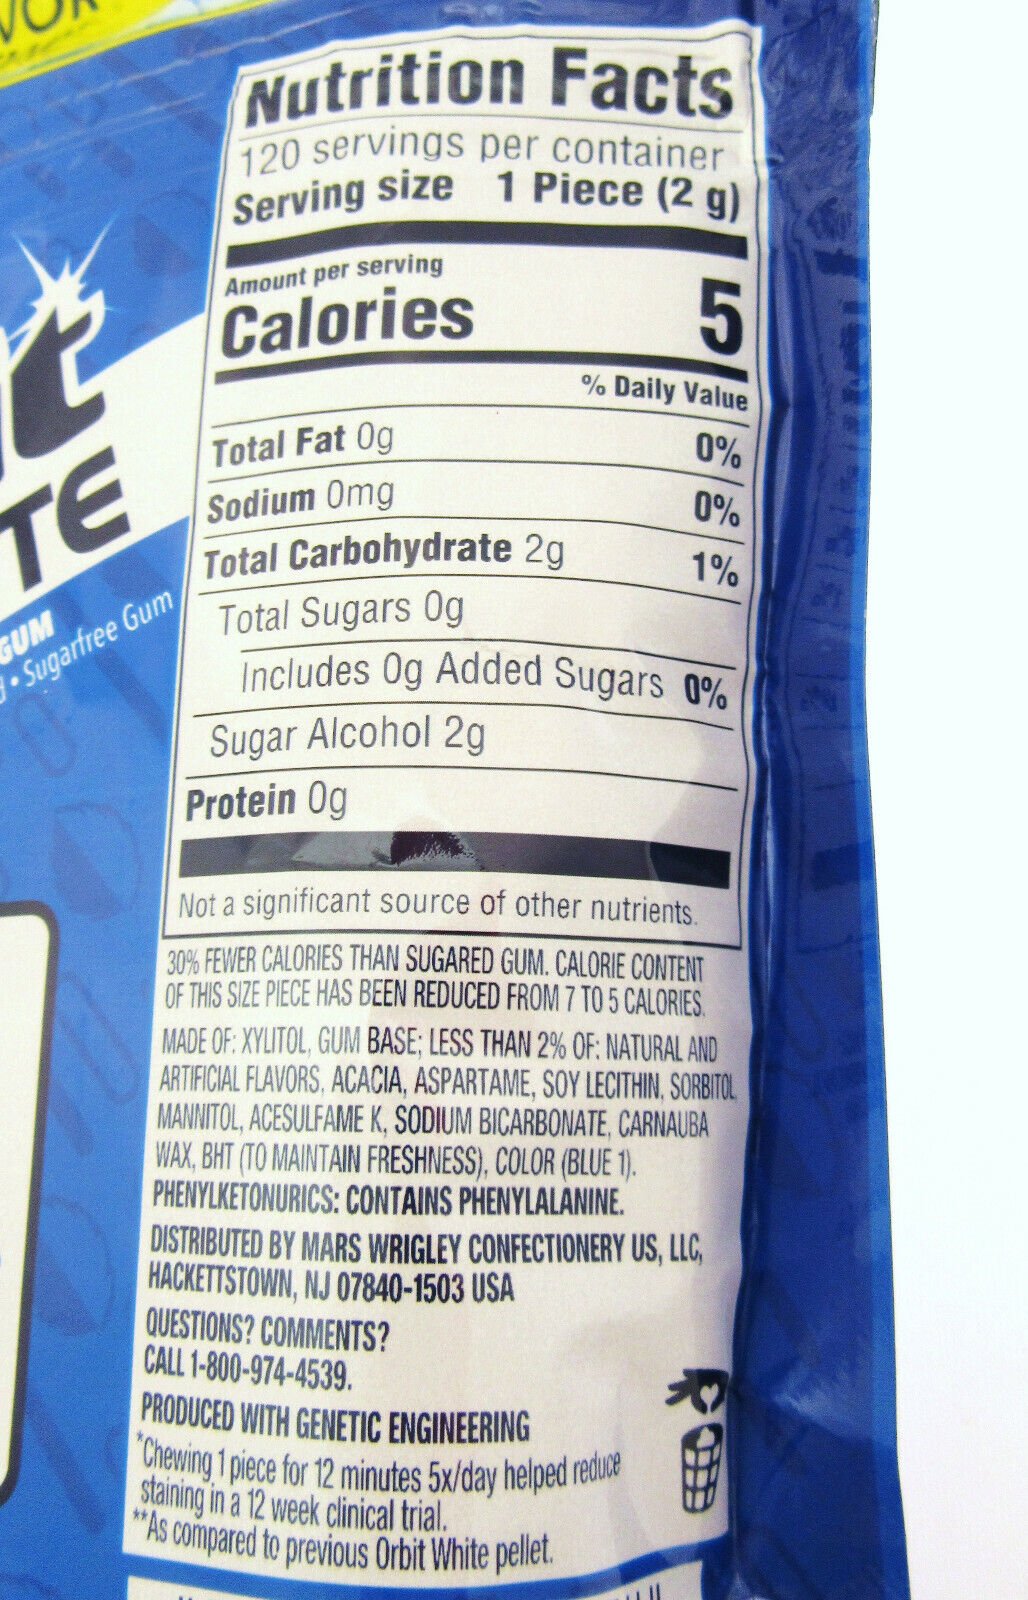 VOR
Nutrition Facts
120 servings per container
Serving size 1 Piece (2 g)
Amount per serving
Calories 5
% Daily Value
Total Fat 0g 0%
Sodium 0mg 0%
Total Carbohydrate 2g 1%
Total Sugars 0g
Includes 0g Added Sugars 0%
Sugar Alcohol 2g
Protein 0g
Not a significant source of other nutrients.
30% FEWER CALORIES THAN SUGARED GUM. CALORIE CONTENT
OF THIS SIZE PIECE HAS BEEN REDUCED FROM 7 TO 5 CALORIES.
MADE OF: XYLITOL, GUM BASE; LESS THAN 2% OF: NATURAL AND
ARTIFICIAL FLAVORS, ACACIA, ASPARTAME, SOY LECITHIN, SORBITOL,
MANNITOL, ACESULFAME K, SODIUM BICARBONATE, CARNAUBA
WAX, BHT (TO MAINTAIN FRESHNESS), COLOR (BLUE 1).
PHENYLKETONURICS: CONTAINS PHENYLALANINE.
DISTRIBUTED BY MARS WRIGLEY CONFECTIONERY US, LLC,
HACKETTSTOWN, NJ 07840-1503 USA
QUESTIONS? COMMENTS?
CALL 1-800-974-4539.
PRODUCED WITH GENETIC ENGINEERING
*Chewing 1 piece for 12 minutes 5x/day helped reduce
staining in a 12 week clinical trial.
**As compared to previous Orbit White pellet.
t
TE
GUM
d • Sugarfree Gum